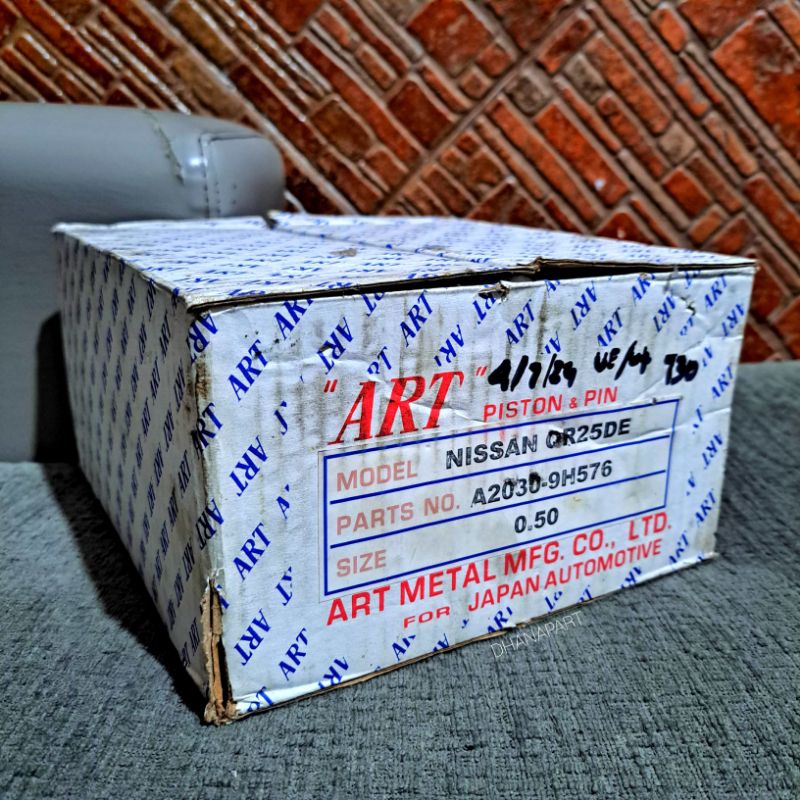 "ART"
PISTON & PIN
MODEL NISSAN QR25DE
PARTS NO. A2030-9H576
SIZE 0.50
ART METAL MFG. CO., LTD.
FOR JAPAN AUTOMOTIVE
DHANAPART